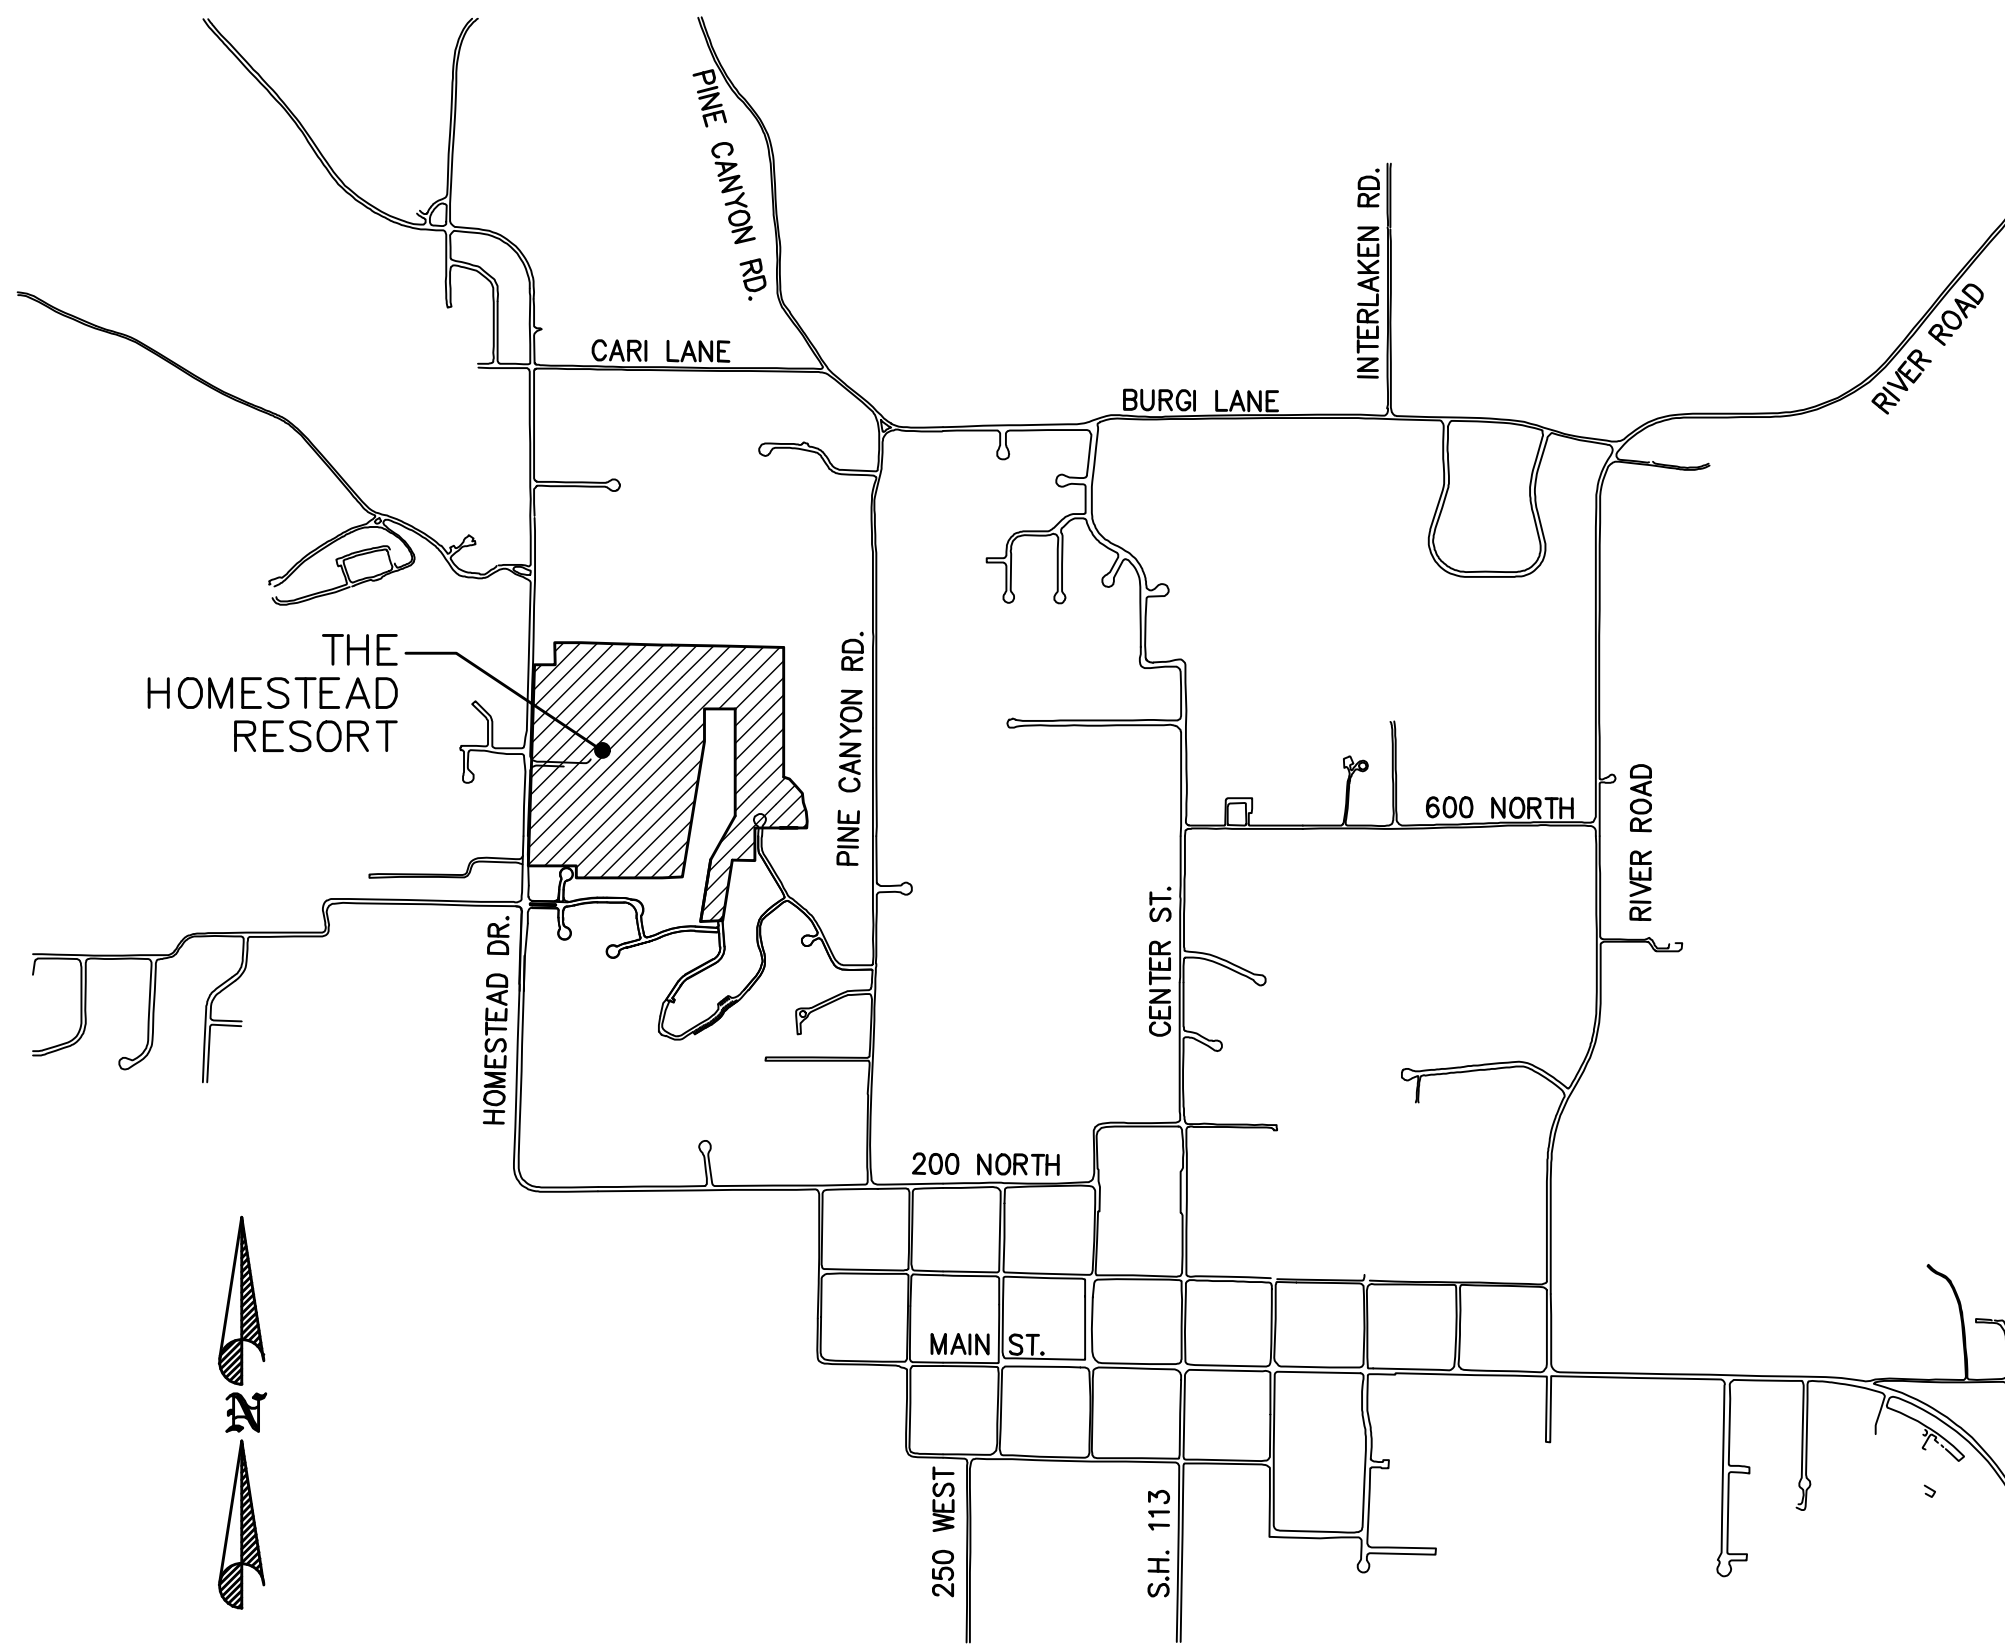 PINE CANYON RD.
INTERLAKEN RD.
RIVER ROAD
CARI LANE
BURGI LANE
THE
HOMESTEAD
RESORT
PINE CANYON RD.
600 NORTH
RIVER ROAD
CENTER ST.
HOMESTEAD DR.
200 NORTH
MAIN ST.
N
250 WEST
S.H. 113